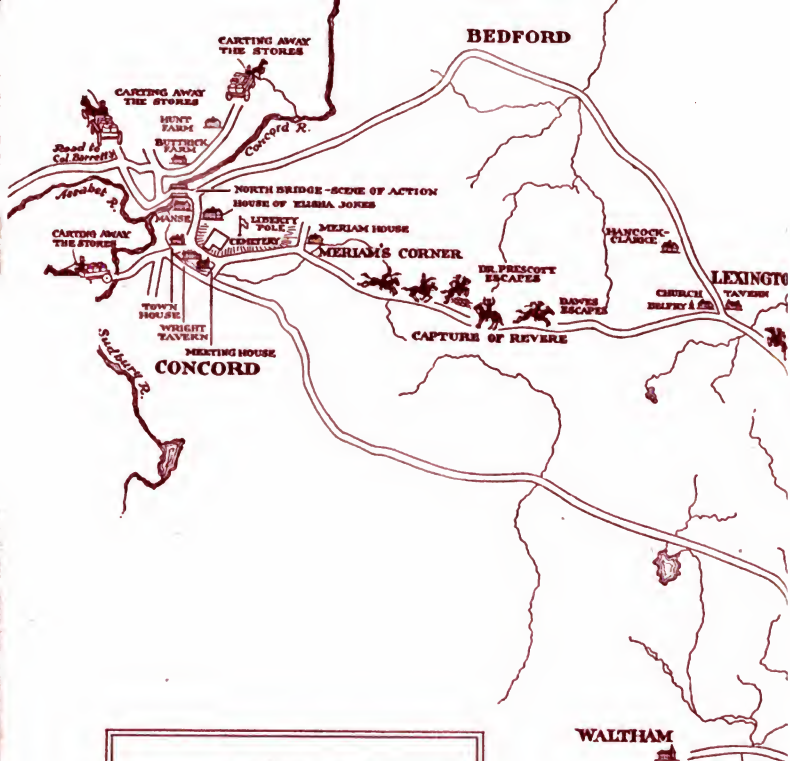 BEDFORD
CARTING AWAY
THE STORES
CARTING AWAY
THE STORES
HUNT
FARM
BUTTRICK
FARM
Concord R.
Road to
Col. Barrett's
Assabet R.
NORTH BRIDGE - SCENE OF ACTION
HOUSE OF ELISHA JONES
MANSE
LIBERTY
POLE
MERIAM HOUSE
CEMETERY
CARTING AWAY
THE STORES
MERIAM'S CORNER
HANCOCK-
CLARKE
DR. PRESCOTT
ESCAPES
LEXINGTO
DAWES
ESCAPES
CHURCH
BELFRY
TAVERN
CAPTURE OF REVERE
TOWN
HOUSE
WRIGHT
TAVERN
MEETING HOUSE
CONCORD
Sudbury R.
WALTHAM